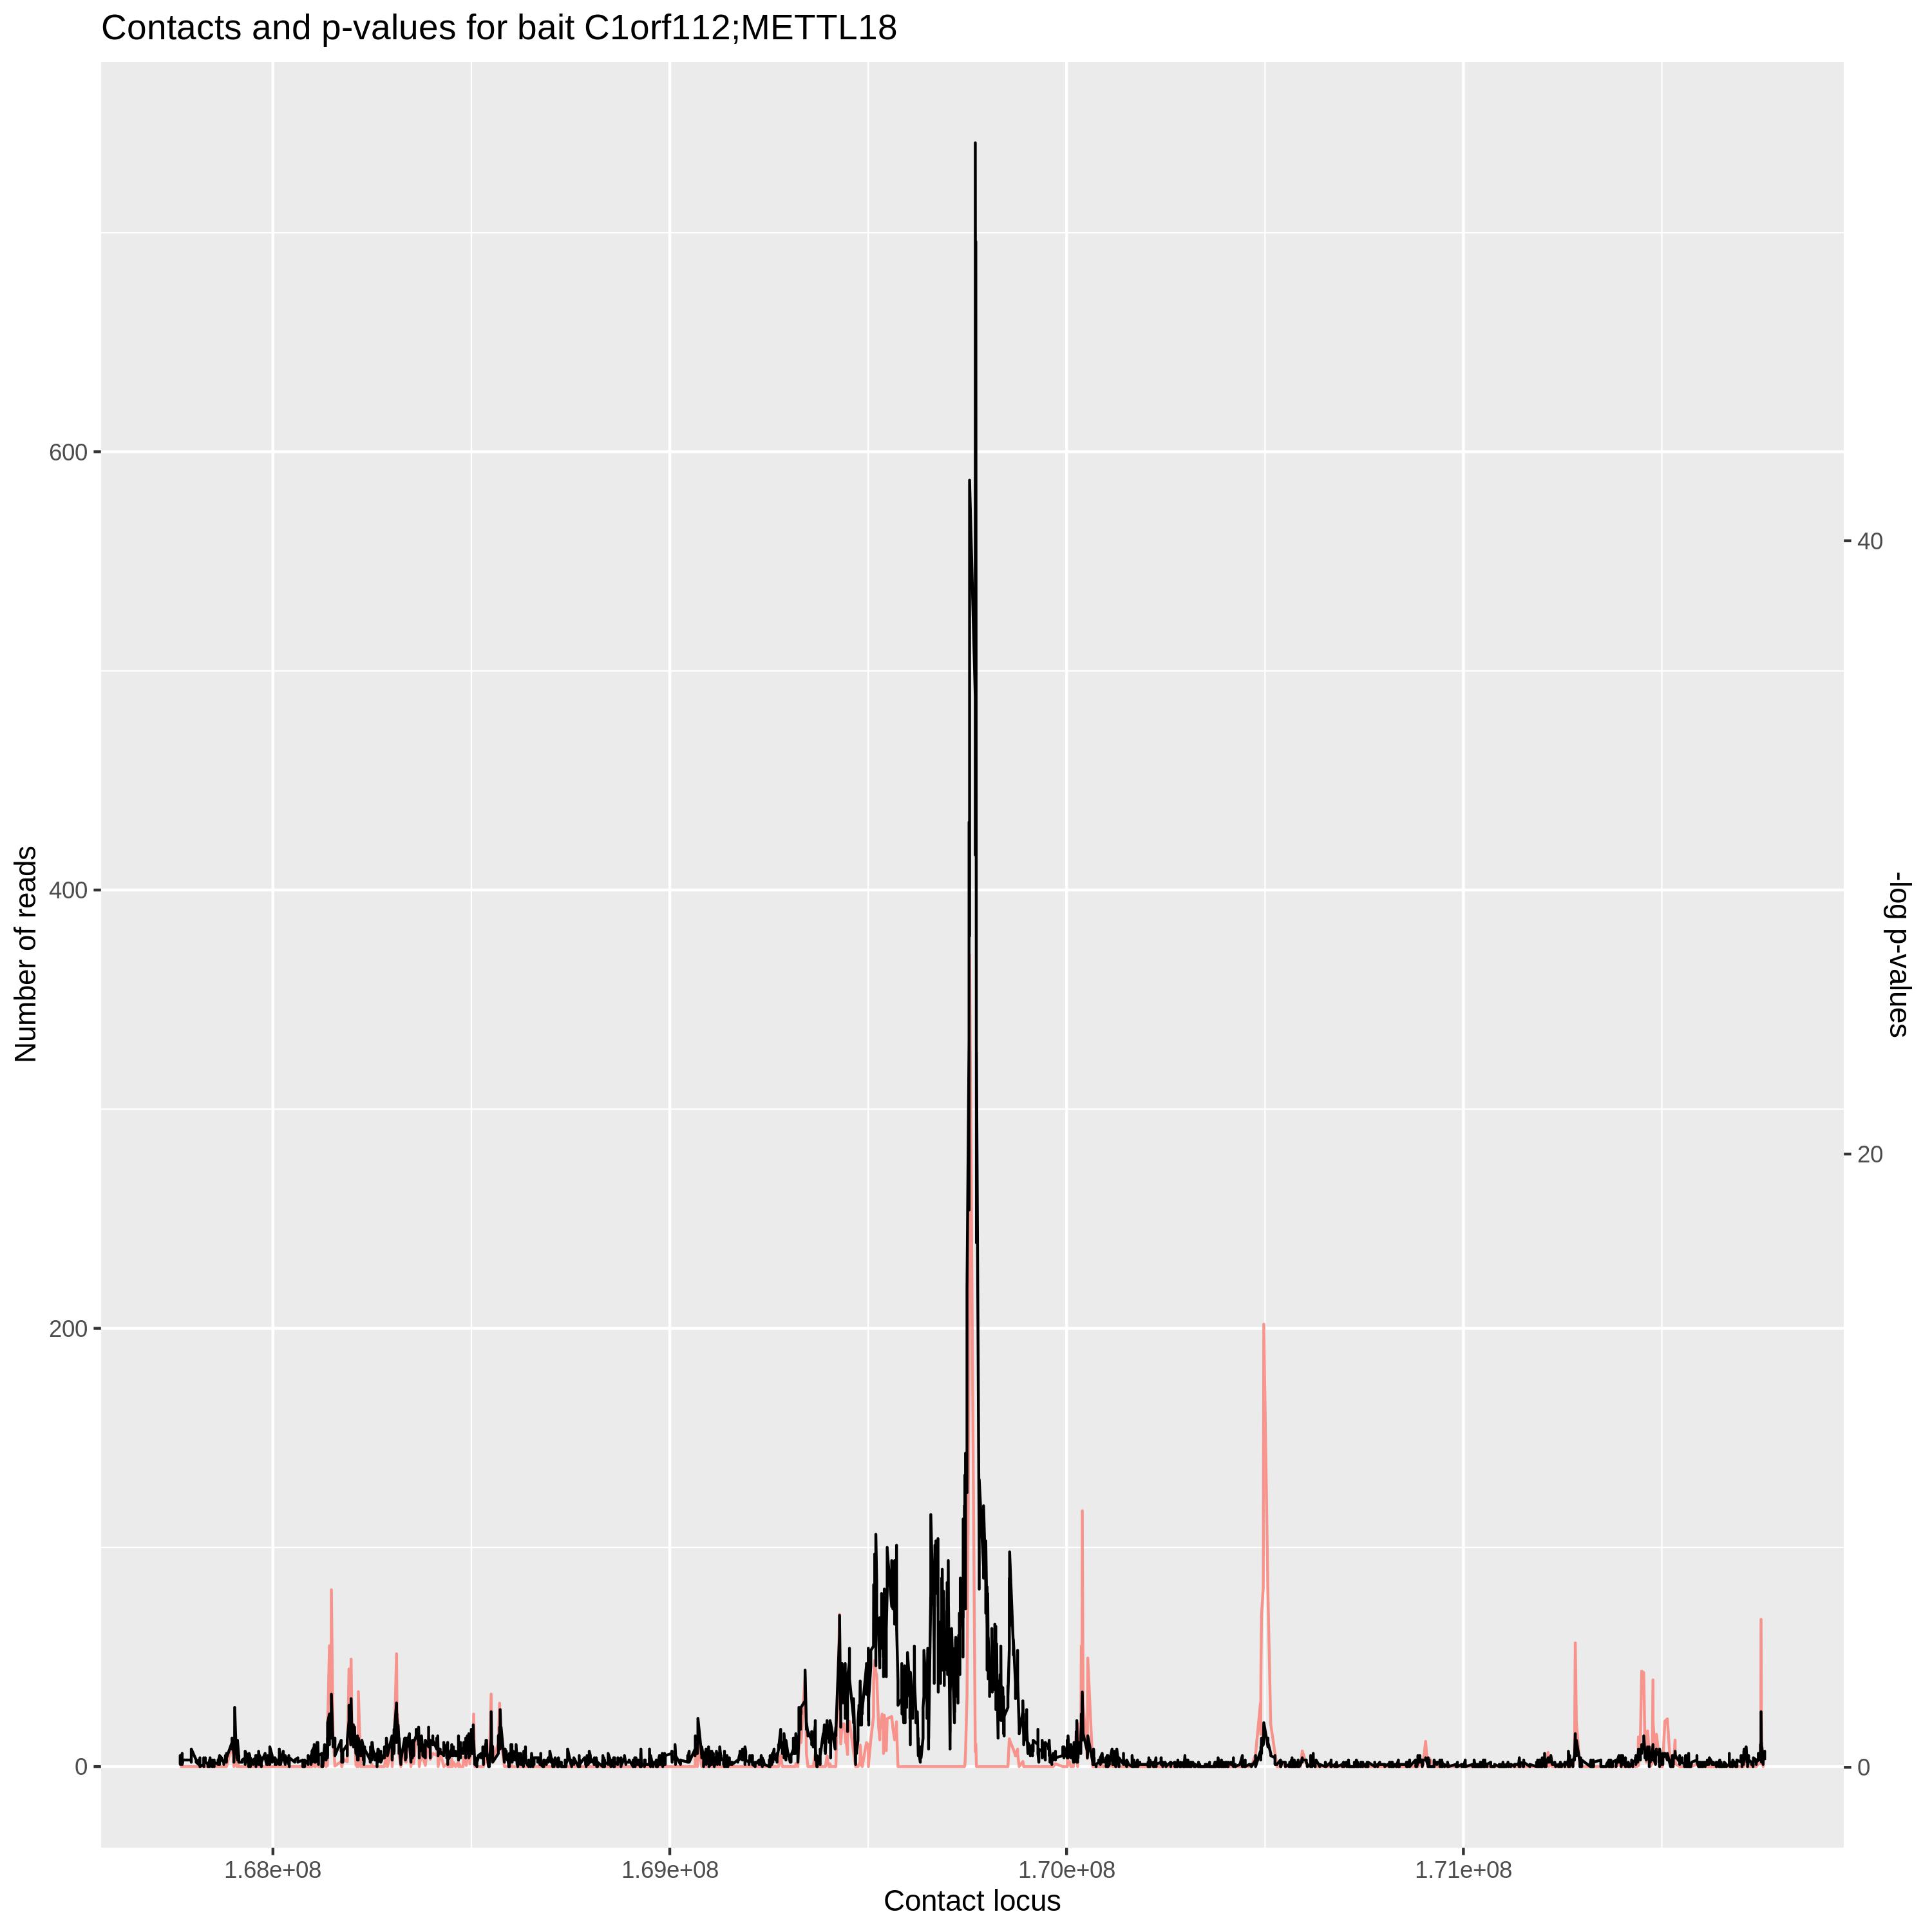 Contacts and p-values for bait C1orf112;METTL18
Number of reads
600
400
200
0
40
20
0
-log p-values
1.68e+08
1.69e+08
1.70e+08
1.71e+08
Contact locus